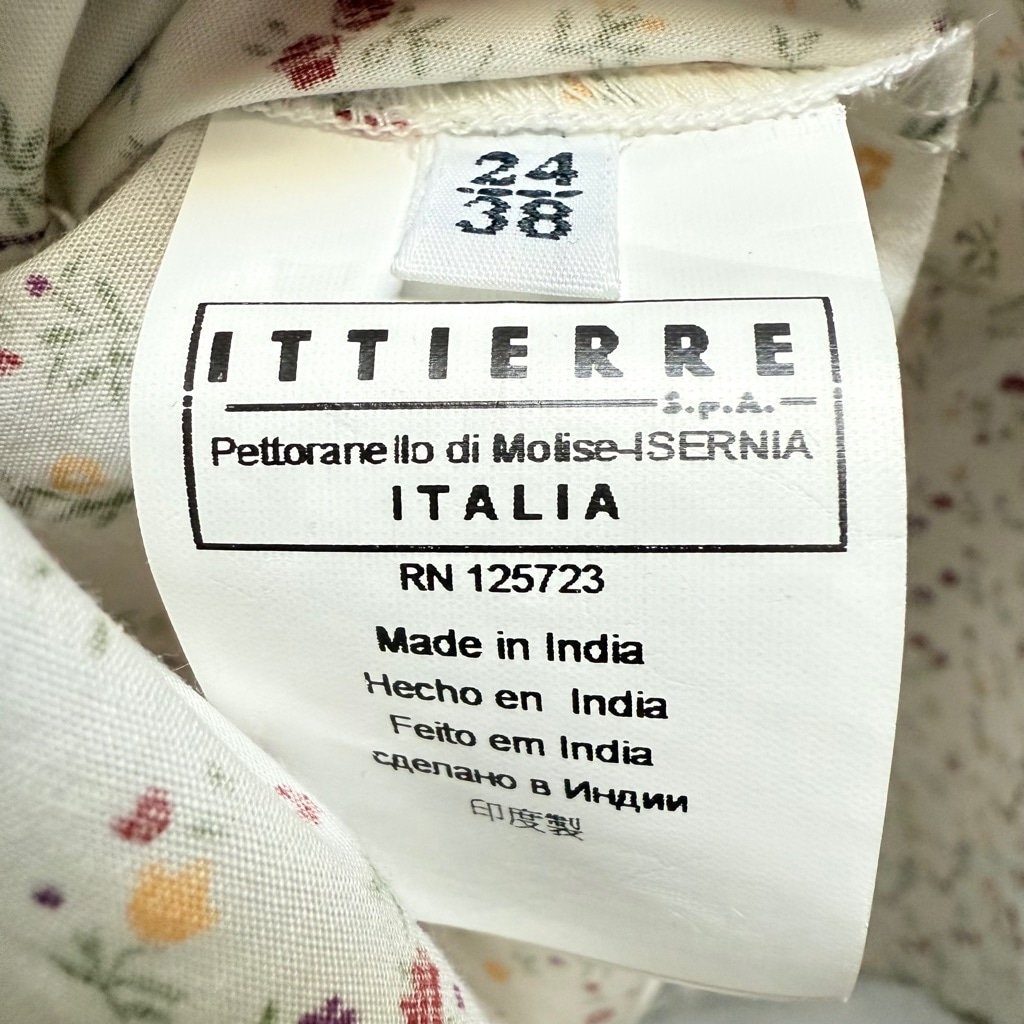 24
38
ITTIERRE
S.p.A.
Pettoranello di Molise-ISERNIA
ITALIA
RN 125723
Made in India
Hecho en India
Feito em India
сделано в Индии
印度製